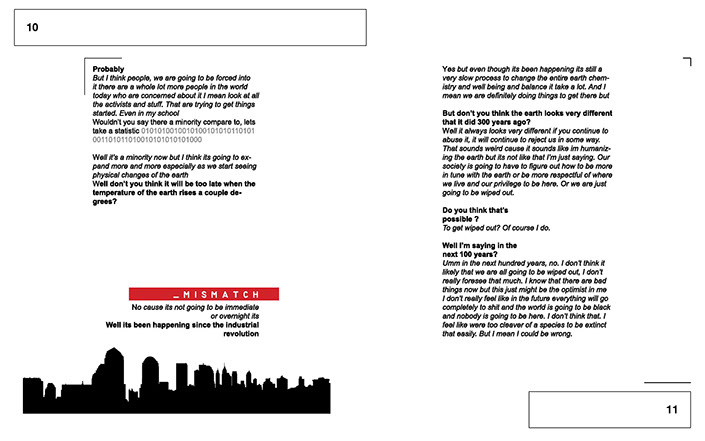 10
Probably
But I think people, we are going to be forced into
it there are a whole lot more people in the world
today who are concerned about it I mean look at all
the activists and stuff. That are trying to get things
started. Even in my school
Wouldn't you say there a minority compare to, lets
take a statistic 010101001001010010101010110101
001101011010010101010101000
Well it's a minority now but I think its going to ex-
pand more and more especially as we start seeing
physical changes of the earth
Well don't you think it will be too late when the
temperature of the earth rises a couple de-
grees?
_MISMATCH
No cause its not going to be immediate
or overnight its
Well its been happening since the industrial
revolution
Yes but even though its been happening its still a
very slow process to change the entire earth chem-
istry and well being and balance it take a lot. And I
mean we are definitely doing things to get there but
But don't you think the earth looks very different
that it did 300 years ago?
Well it always looks very different if you continue to
abuse it, it will continue to reject us in some way.
That sounds weird cause it sounds like im humaniz-
ing the earth but its not like that I'm just saying. Our
society is going to have to figure out how to be more
in tune with the earth or be more respectful of where
we live and our privilege to be here. Or we are just
going to be wiped out.
Do you think that's
possible ?
To get wiped out? Of course I do.
Well I'm saying in the
next 100 years?
Umm in the next hundred years, no. I don't think it
likely that we are all going to be wiped out, I don't
really foresee that much. I know that there are bad
things now but this just might be the optimist in me
I don't really feel like in the future everything will go
completely to shit and the world is going to be black
and nobody is going to be here. I don't think that. I
feel like were too cleaver of a species to be extinct
that easily. But I mean I could be wrong.
11